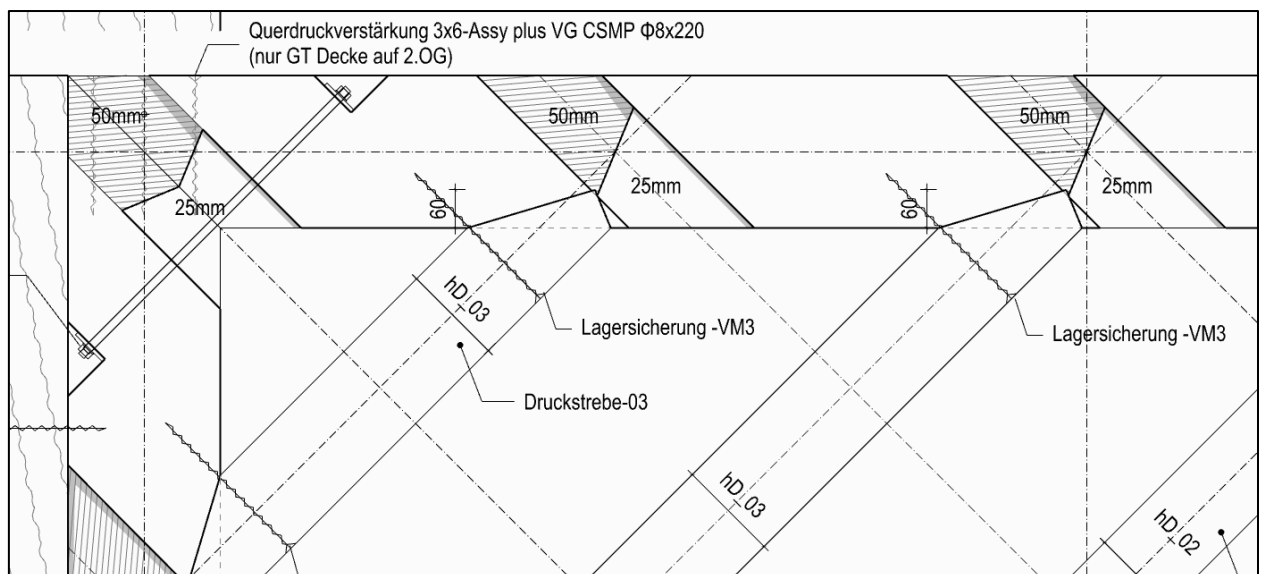 Querdruckverstärkung 3x6-Assy plus VG CSMP Φ8x220
(nur GT Decke auf 2.OG)
50mm
50mm
50mm
25mm
25mm
25mm
60
60
hD_03
Lagersicherung -VM3
Lagersicherung -VM3
Druckstrebe-03
hD_03
hD_02